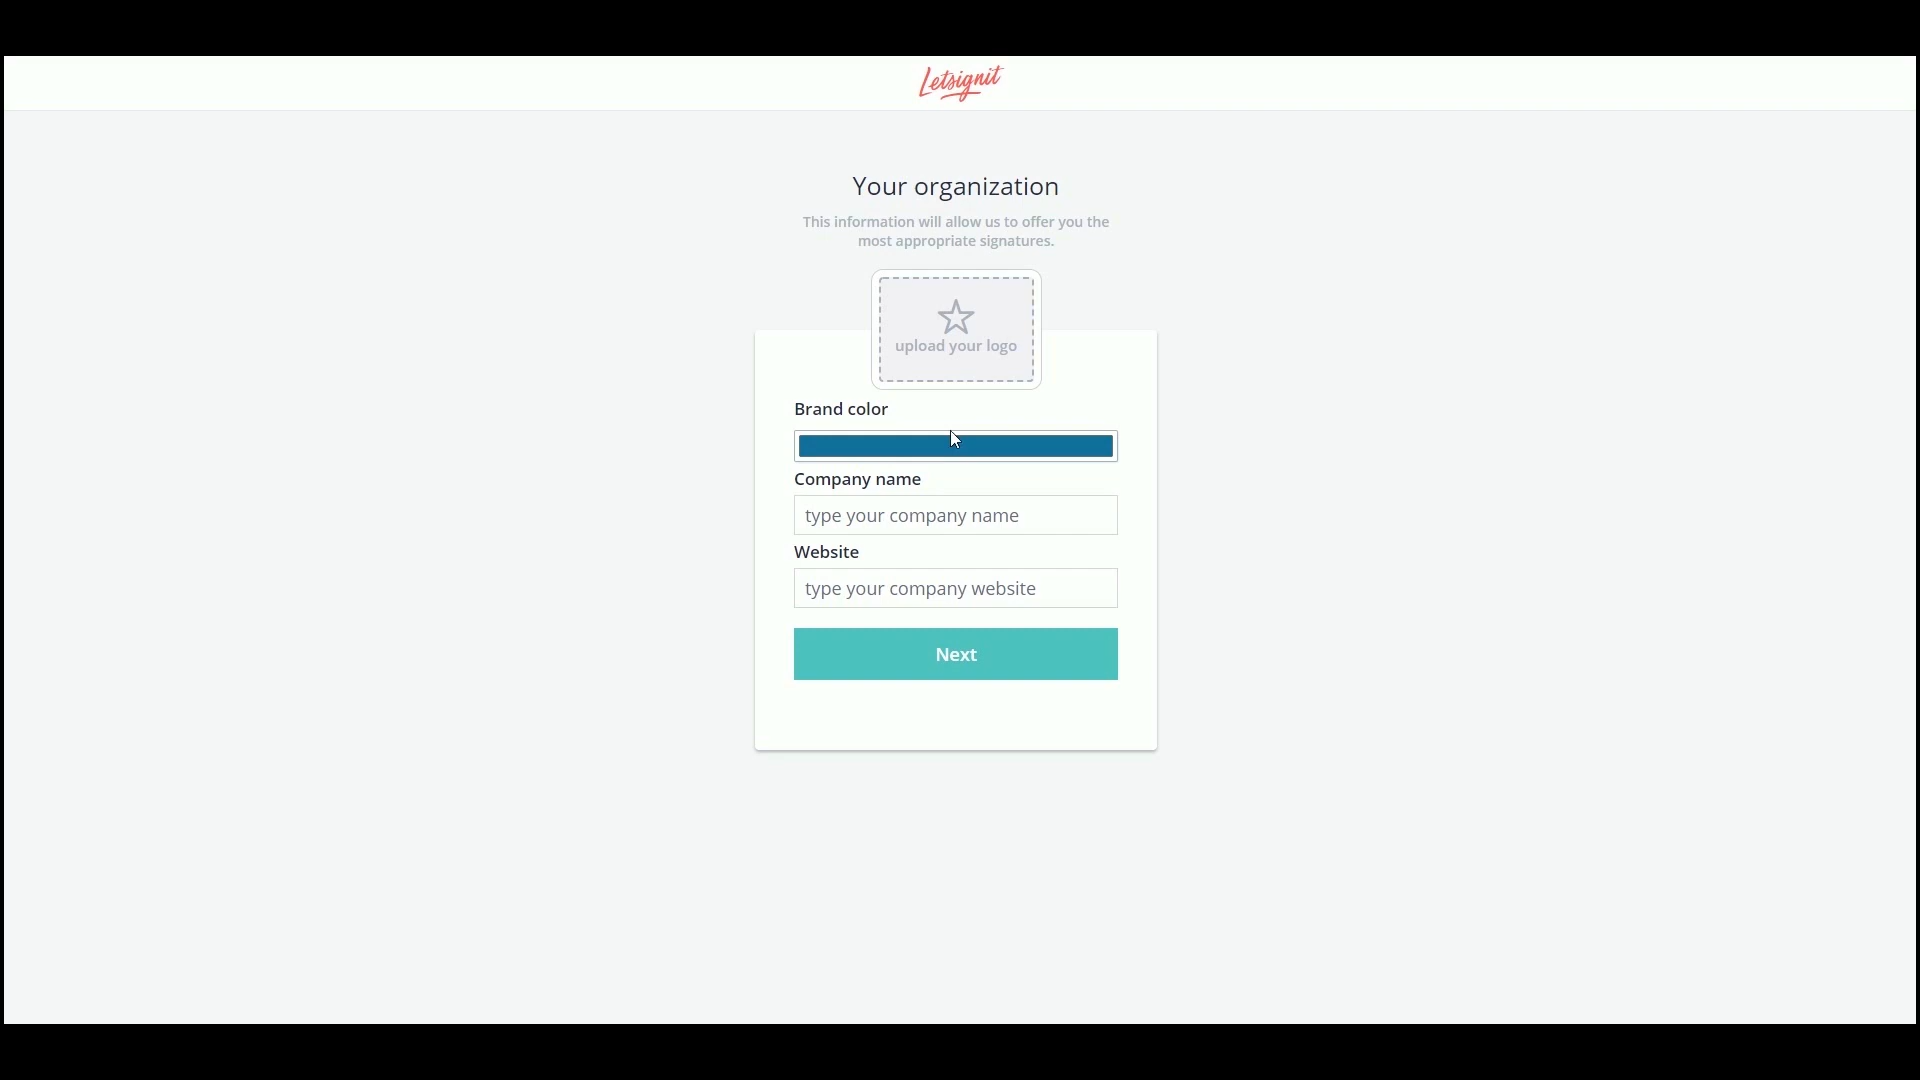 Letsignit
Your organization
This information will allow us to offer you the
most appropriate signatures.
upload your logo
Brand color
Company name
type your company name
Website
type your company website
Next